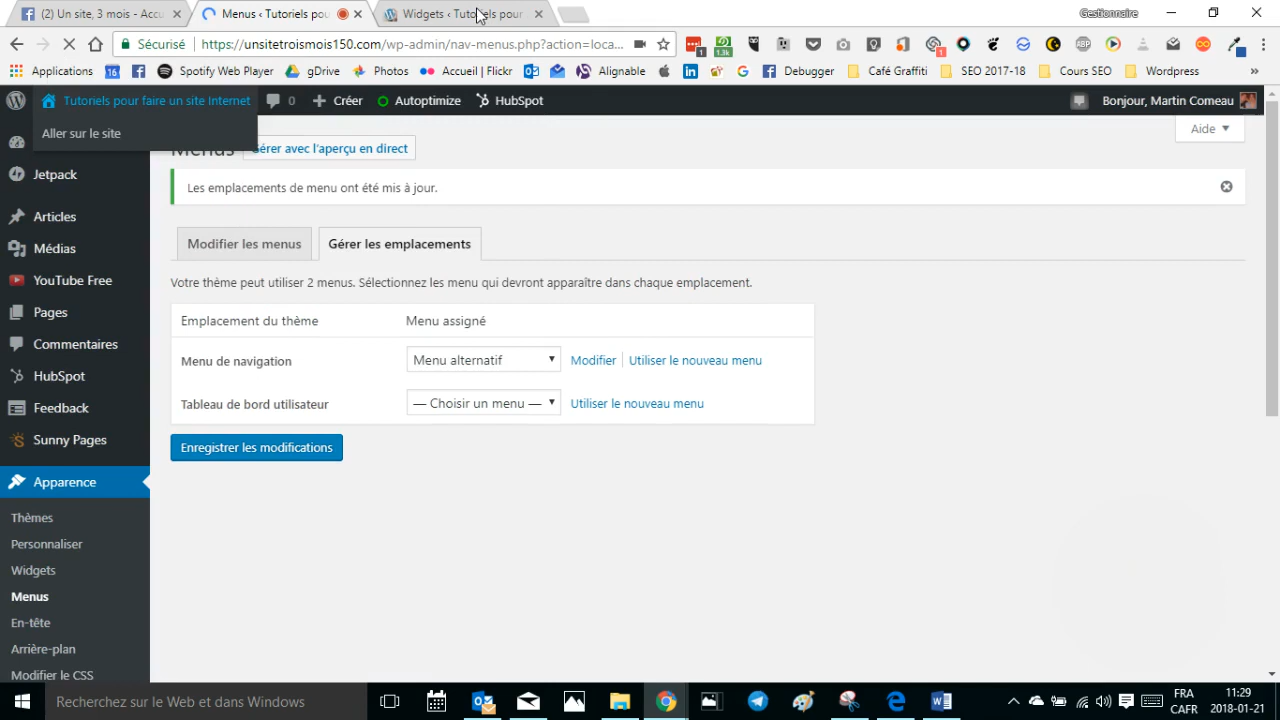 (2) Un site, 3 mois - Accu
Menus ‹ Tutoriels pou
Widgets ‹ Tutoriels pour
Gestionnaire
Sécurisé
https://unsitetroismois150.com/wp-admin/nav-menus.php?action=loca...
1
1.3k
1
ABP
Applications
16
Spotify Web Player
gDrive
Photos
Accueil | Flickr
Alignable
Debugger
Café Graffiti
SEO 2017-18
Cours SEO
Wordpress
»
Tutoriels pour faire un site Internet
0
Créer
Autoptimize
HubSpot
Bonjour, Martin Comeau
Aller sur le site
Aide
Menus
Gérer avec l'aperçu en direct
Les emplacements de menu ont été mis à jour.
Modifier les menus
Gérer les emplacements
Votre thème peut utiliser 2 menus. Sélectionnez les menu qui devront apparaître dans chaque emplacement.
Emplacement du thème
Menu assigné
Menu de navigation
Menu alternatif
Modifier
Utiliser le nouveau menu
Tableau de bord utilisateur
— Choisir un menu —
Utiliser le nouveau menu
Enregistrer les modifications
Jetpack
Articles
Médias
YouTube Free
Pages
Commentaires
HubSpot
Feedback
Sunny Pages
Apparence
Thèmes
Personnaliser
Widgets
Menus
En-tête
Arrière-plan
Modifier le CSS
Recherchez sur le Web et dans Windows
FRA
CAFR
11:29
2018-01-21